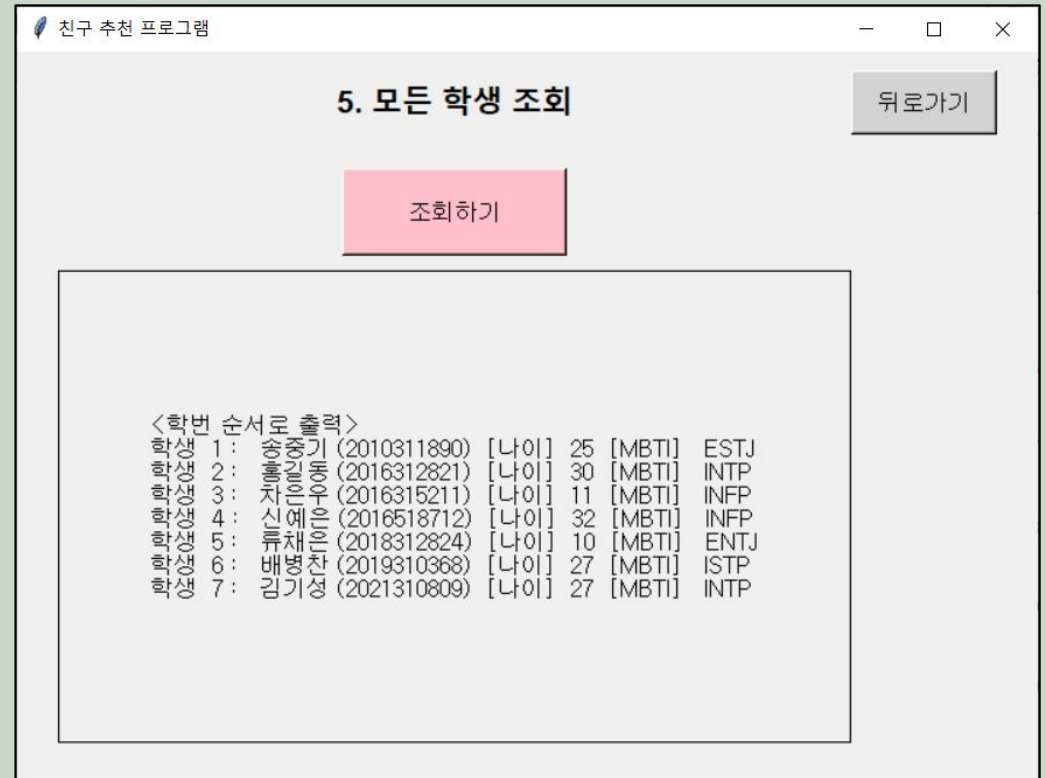 친구 추천 프로그램
5. 모든 학생 조회
뒤로가기
조회하기
<학번 순서로 출력>
학생 1: 송중기 (2010311890) [나이] 25 [MBTI] ESTJ
학생 2: 홍길동 (2016312821) [나이] 30 [MBTI] INTP
학생 3: 차은우 (2016315211) [나이] 11 [MBTI] INFP
학생 4: 신예은 (2016518712) [나이] 32 [MBTI] INFP
학생 5: 류채은 (2018312824) [나이] 10 [MBTI] ENTJ
학생 6: 배병찬 (2019310368) [나이] 27 [MBTI] ISTP
학생 7: 김기성 (2021310809) [나이] 27 [MBTI] INTP